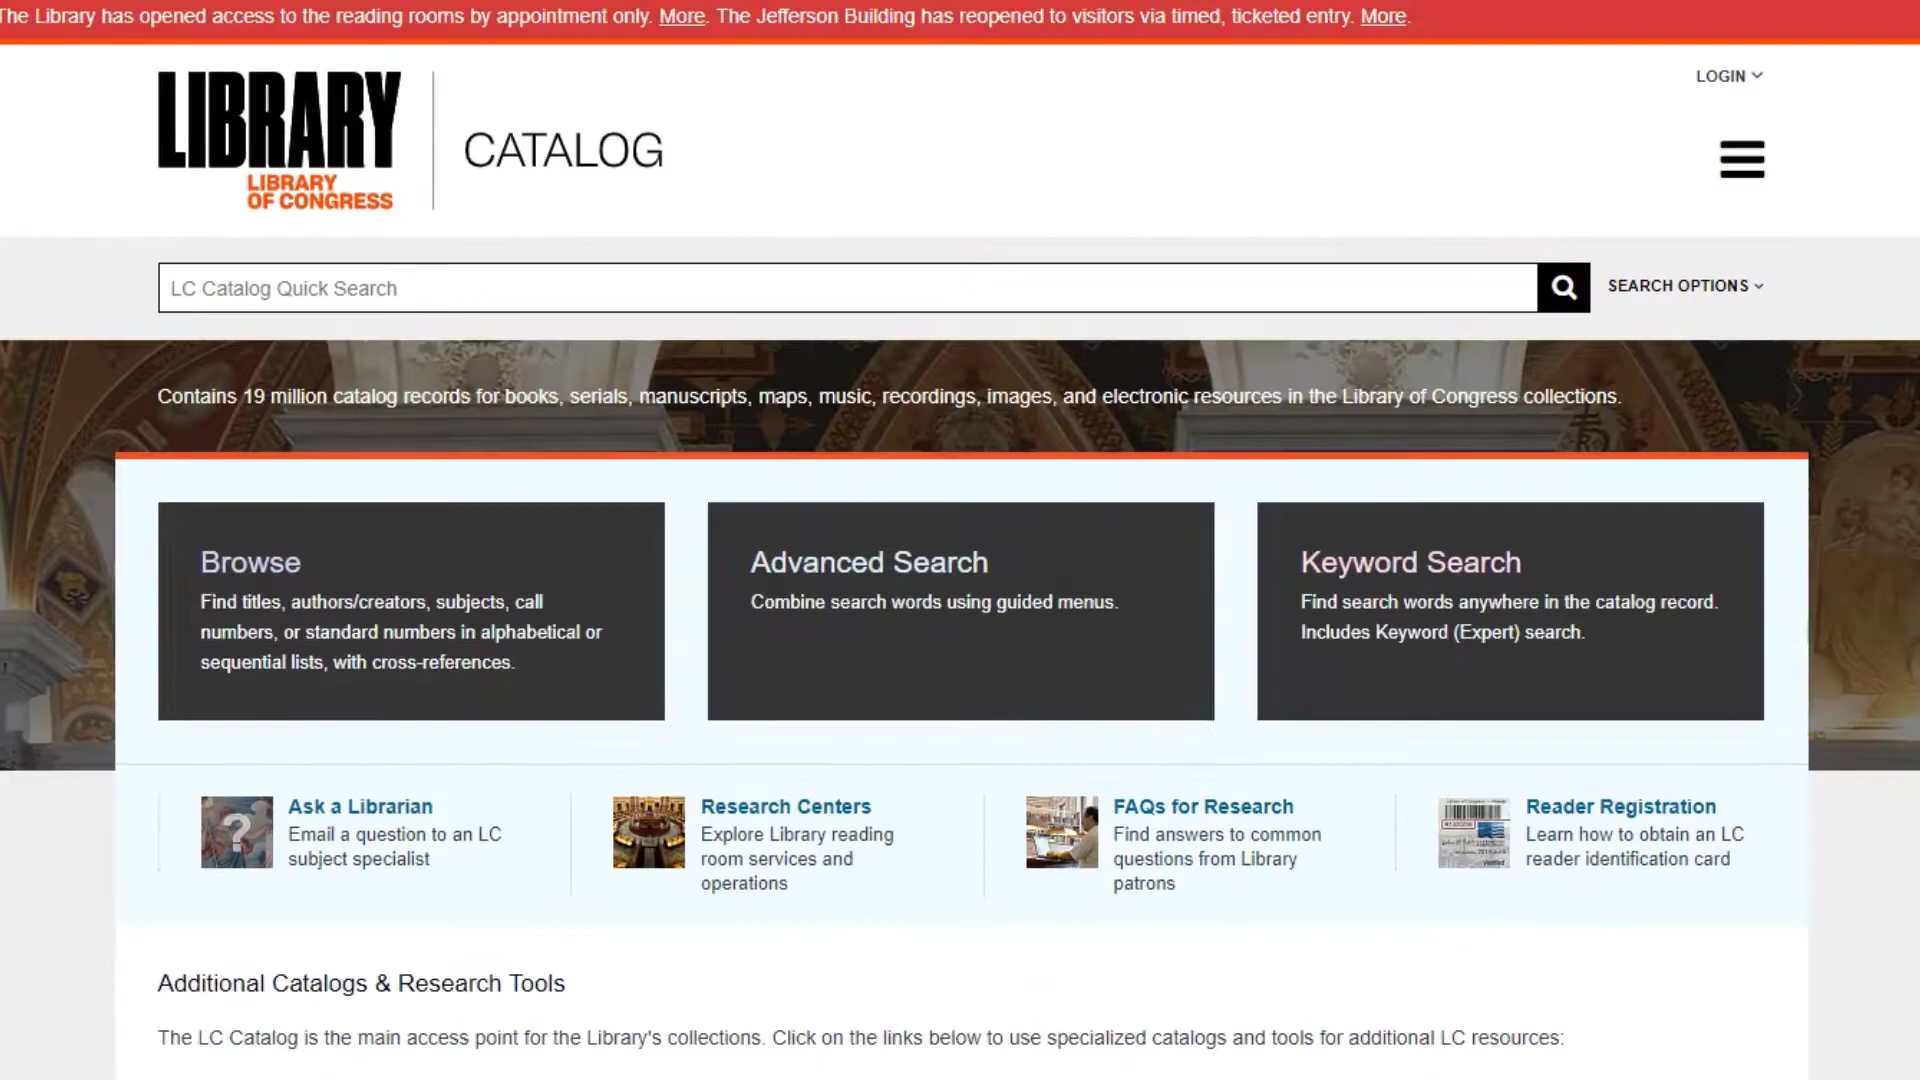 The Library has opened access to the reading rooms by appointment only. More. The Jefferson Building has reopened to visitors via timed, ticketed entry. More.
LOGIN
LIBRARY
LIBRARY
OF CONGRESS
CATALOG
LC Catalog Quick Search
SEARCH OPTIONS
Contains 19 million catalog records for books, serials, manuscripts, maps, music, recordings, images, and electronic resources in the Library of Congress collections.
Browse
Find titles, authors/creators, subjects, call
numbers, or standard numbers in alphabetical or
sequential lists, with cross-references.
Advanced Search
Combine search words using guided menus.
Keyword Search
Find search words anywhere in the catalog record.
Includes Keyword (Expert) search.
?
Ask a Librarian
Email a question to an LC
subject specialist
Research Centers
Explore Library reading
room services and
operations
FAQs for Research
Find answers to common
questions from Library
patrons
Reader Registration
Learn how to obtain an LC
reader identification card
Additional Catalogs & Research Tools
The LC Catalog is the main access point for the Library's collections. Click on the links below to use specialized catalogs and tools for additional LC resources: